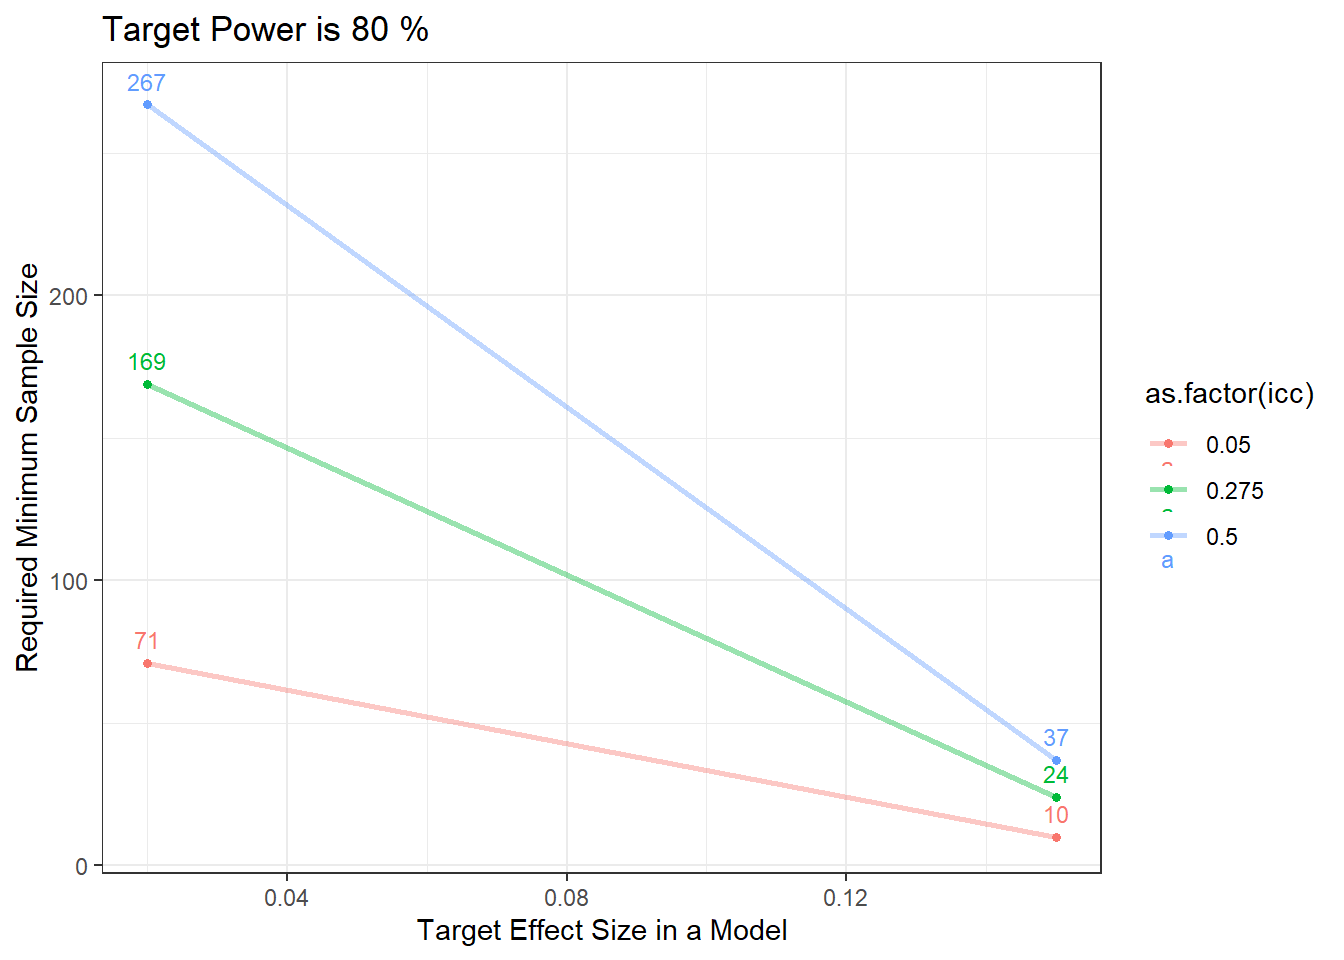 Target Power is 80 %
267
169
71
37
24
10
200
100
0
Required Minimum Sample Size
0.04 0.08 0.12
Target Effect Size in a Model
as.factor(icc)
0.05
a
0.275
a
0.5
a